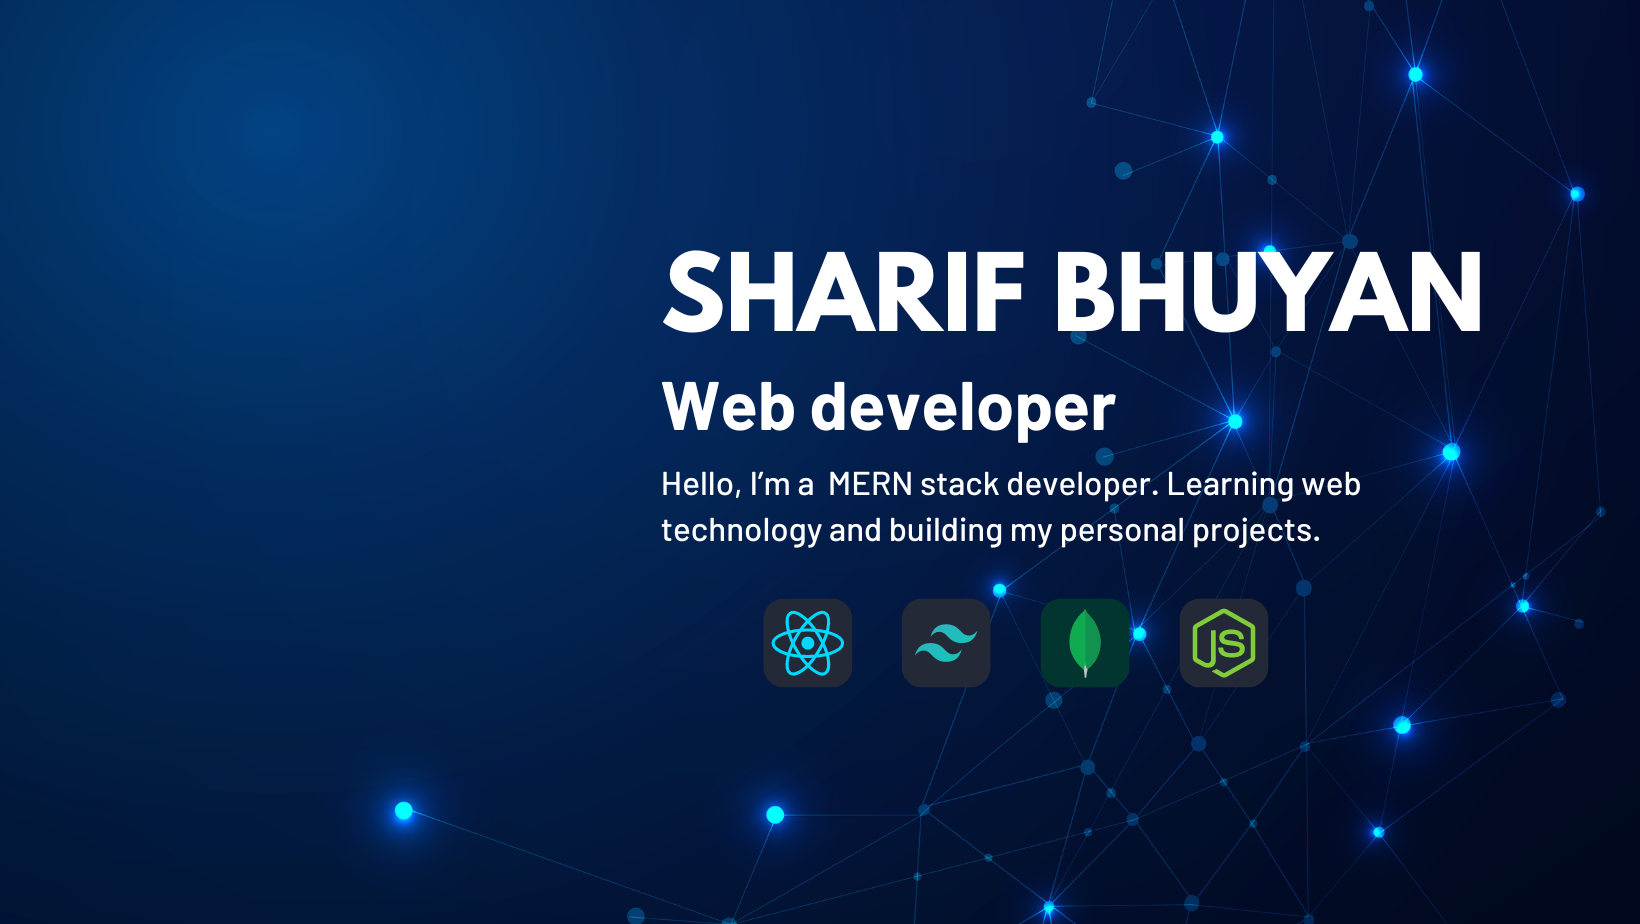 SHARIF BHUYAN
Web developer
Hello, I’m a  MERN stack developer. Learning web
technology and building my personal projects.
JS